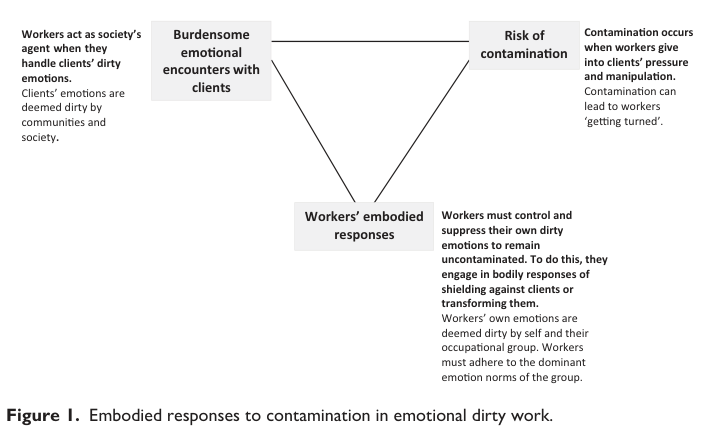 Workers act as society's
agent when they
handle clients' dirty
emotions.
Clients' emotions are
deemed dirty by
communities and
society.
Burdensome
emotional
encounters with
clients
Risk of
contamination
Contamination occurs
when workers give
into clients' pressure
and manipulation.
Contamination can
lead to workers
'getting turned'.
Workers' embodied
responses
Workers must control and
suppress their own dirty
emotions to remain
uncontaminated. To do this, they
engage in bodily responses of
shielding against clients or
transforming them.
Workers' own emotions are
deemed dirty by self and their
occupational group. Workers
must adhere to the dominant
emotion norms of the group.
Figure 1. Embodied responses to contamination in emotional dirty work.